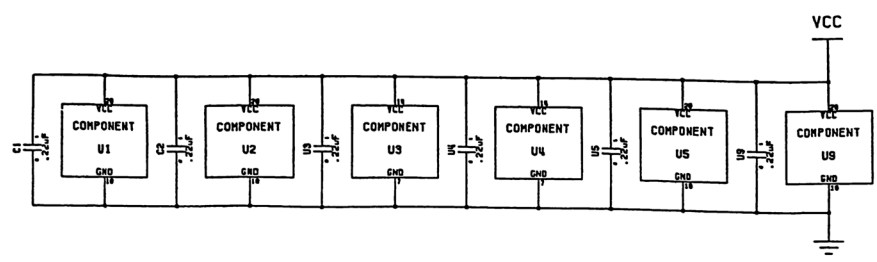 VCC
20
VCC
COMPONENT
U1
GND
10
C1
.22uF
20
VCC
COMPONENT
U2
GND
10
C2
.22uF
14
VCC
COMPONENT
U3
GND
7
U3
.22uF
VCC
COMPONENT
U4
GND
7
U4
.22uF
20
VCC
COMPONENT
U5
GND
10
U5
.22uF
20
VCC
COMPONENT
U9
GND
10
U9
.22uF